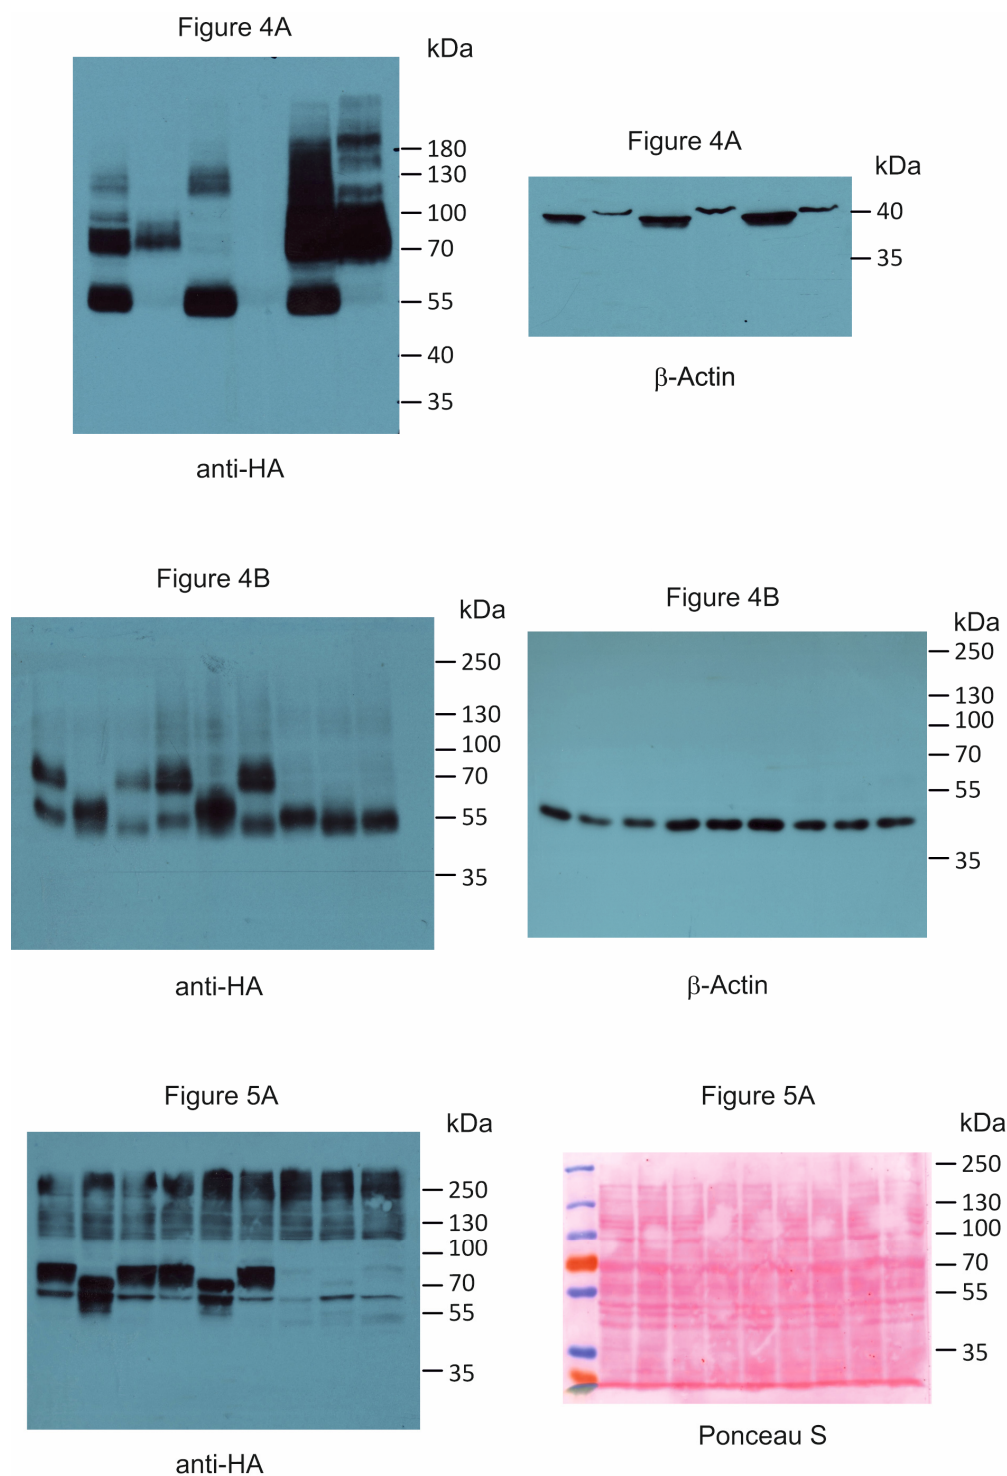 Figure 4A
kDa
180
130
100
70
55
40
35
anti-HA
Figure 4A
kDa
40
35
β-Actin
Figure 4B
kDa
250
130
100
70
55
35
anti-HA
Figure 4B
kDa
250
130
100
70
55
35
β-Actin
Figure 5A
kDa
250
130
100
70
55
35
anti-HA
Figure 5A
kDa
250
130
100
70
55
35
Ponceau S